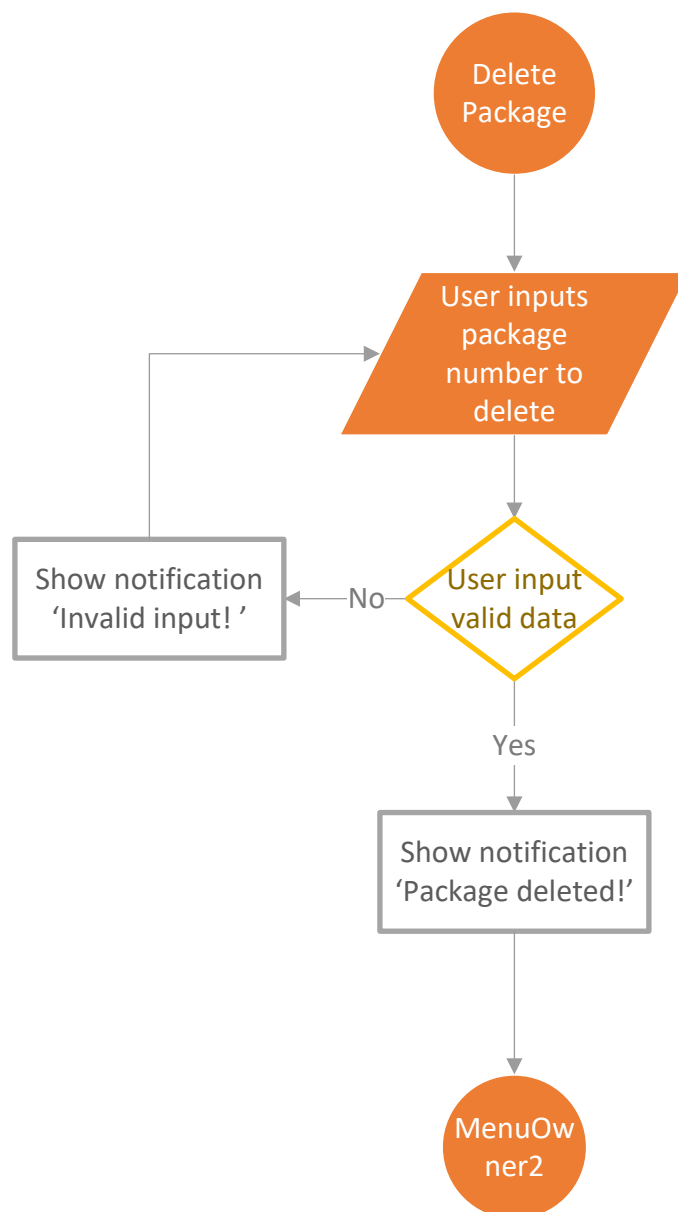 Delete
Package
User inputs
package
number to
delete
Show notification
‘Invalid input! ’
No
User input
valid data
Yes
Show notification
‘Package deleted!’
MenuOw
ner2